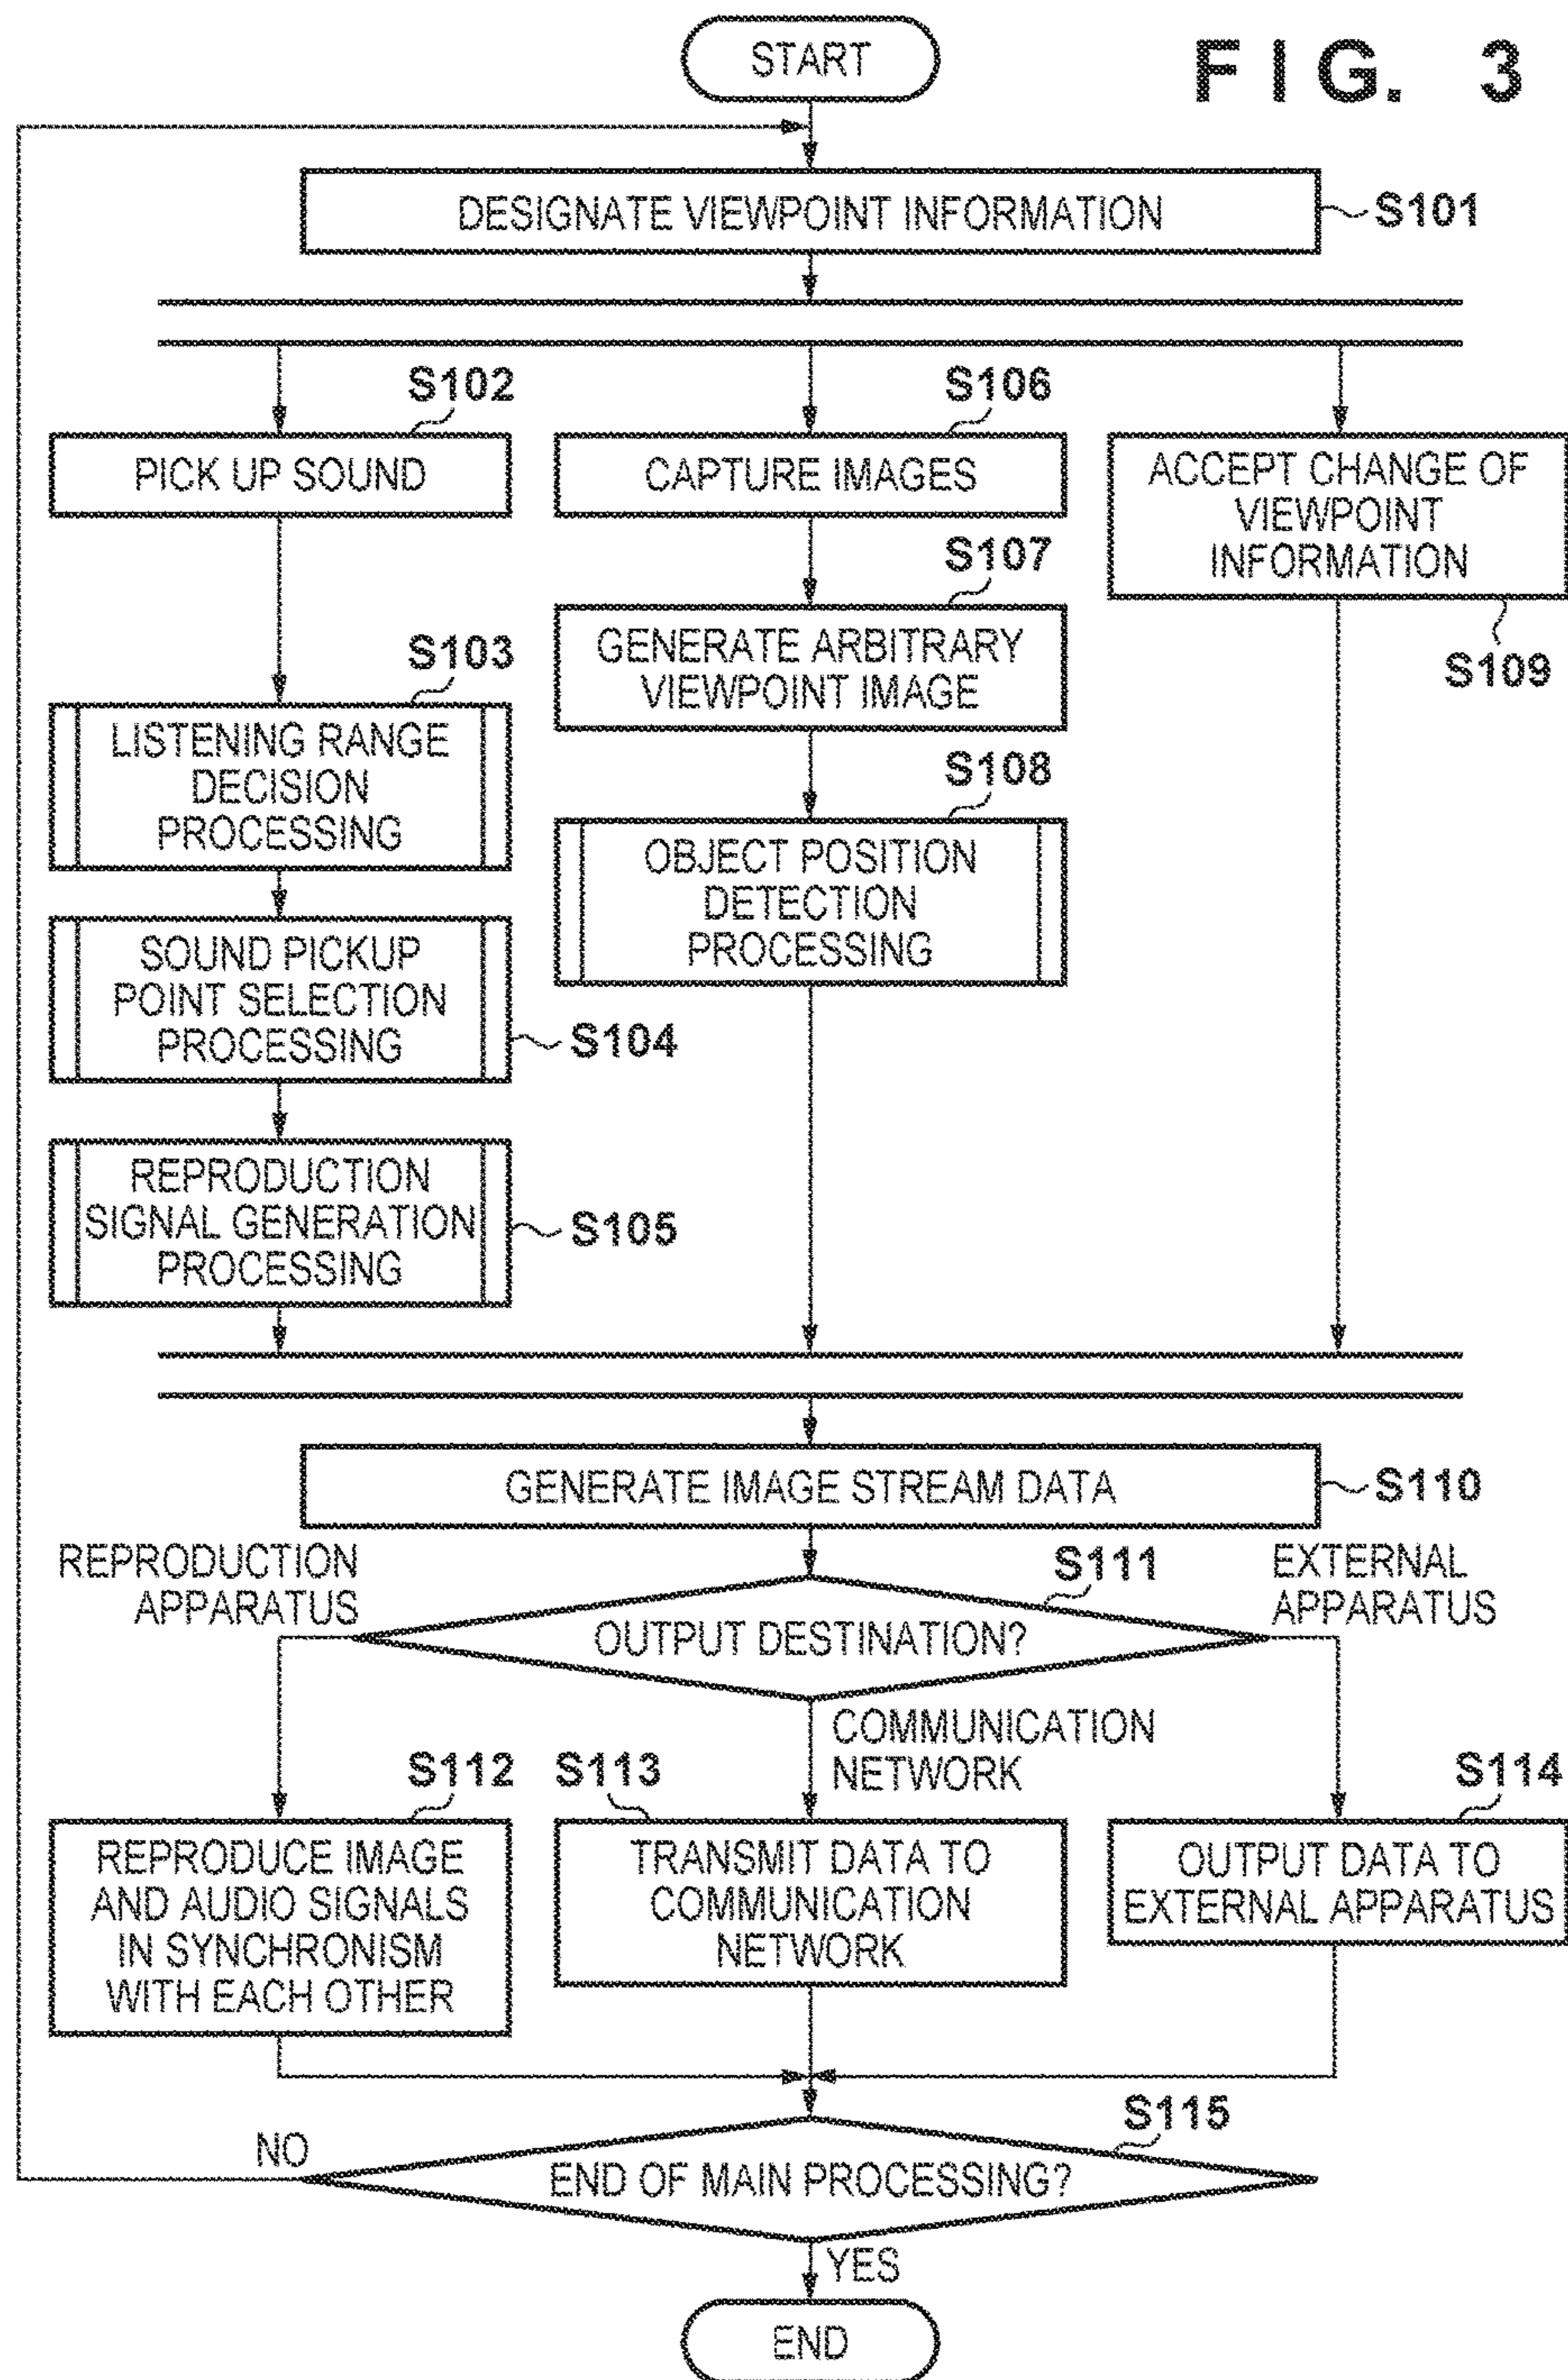 START
FIG. 3
DESIGNATE VIEWPOINT INFORMATION
S101
S102
PICK UP SOUND
S106
CAPTURE IMAGES
ACCEPT CHANGE OF
VIEWPOINT
INFORMATION
S109
S107
GENERATE ARBITRARY
VIEWPOINT IMAGE
S103
LISTENING RANGE
DECISION
PROCESSING
S108
OBJECT POSITION
DETECTION
PROCESSING
SOUND PICKUP
POINT SELECTION
PROCESSING
S104
REPRODUCTION
SIGNAL GENERATION
PROCESSING
S105
GENERATE IMAGE STREAM DATA
S110
REPRODUCTION
APPARATUS
S111
EXTERNAL
APPARATUS
OUTPUT DESTINATION?
COMMUNICATION
NETWORK
S112
REPRODUCE IMAGE
AND AUDIO SIGNALS
IN SYNCHRONISM
WITH EACH OTHER
S113
TRANSMIT DATA TO
COMMUNICATION
NETWORK
S114
OUTPUT DATA TO
EXTERNAL APPARATUS
S115
NO
END OF MAIN PROCESSING?
YES
END